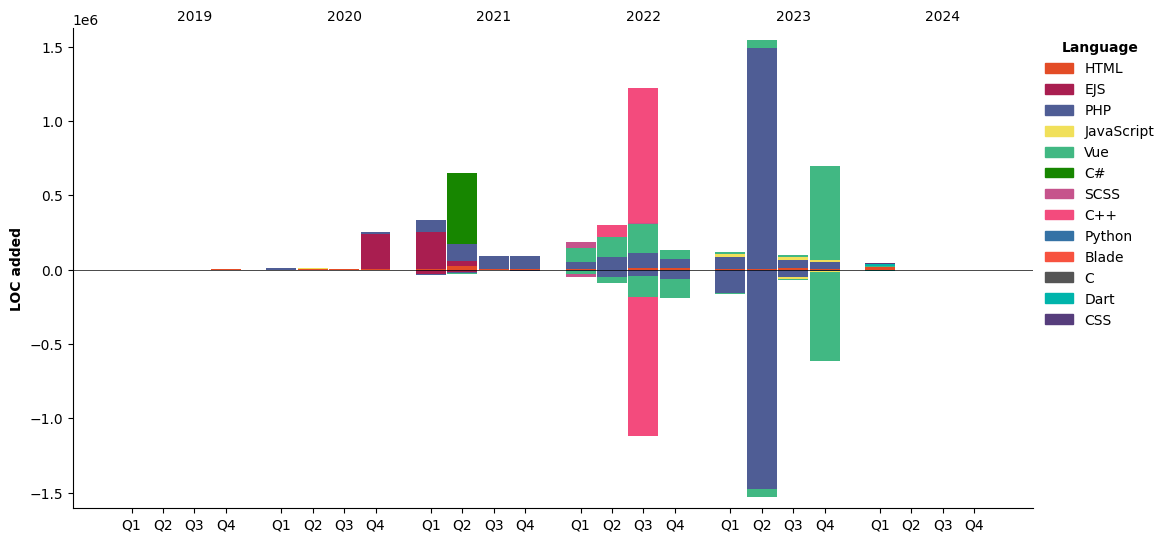 1e6
2019 2020 2021 2022 2023 2024
1.5
1.0
0.5
0.0
−0.5
−1.0
−1.5
LOC added
Q1 Q2 Q3 Q4 Q1 Q2 Q3 Q4 Q1 Q2 Q3 Q4 Q1 Q2 Q3 Q4 Q1 Q2 Q3 Q4 Q1 Q2 Q3 Q4
Language
HTML
EJS
PHP
JavaScript
Vue
C#
SCSS
C++
Python
Blade
C
Dart
CSS